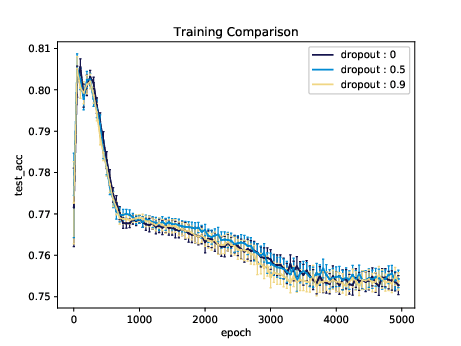 Training Comparison
dropout : 0
dropout : 0.5
dropout : 0.9
0.81
0.80
0.79
0.78
0.77
0.76
0.75
test_acc
0 1000 2000 3000 4000 5000
epoch